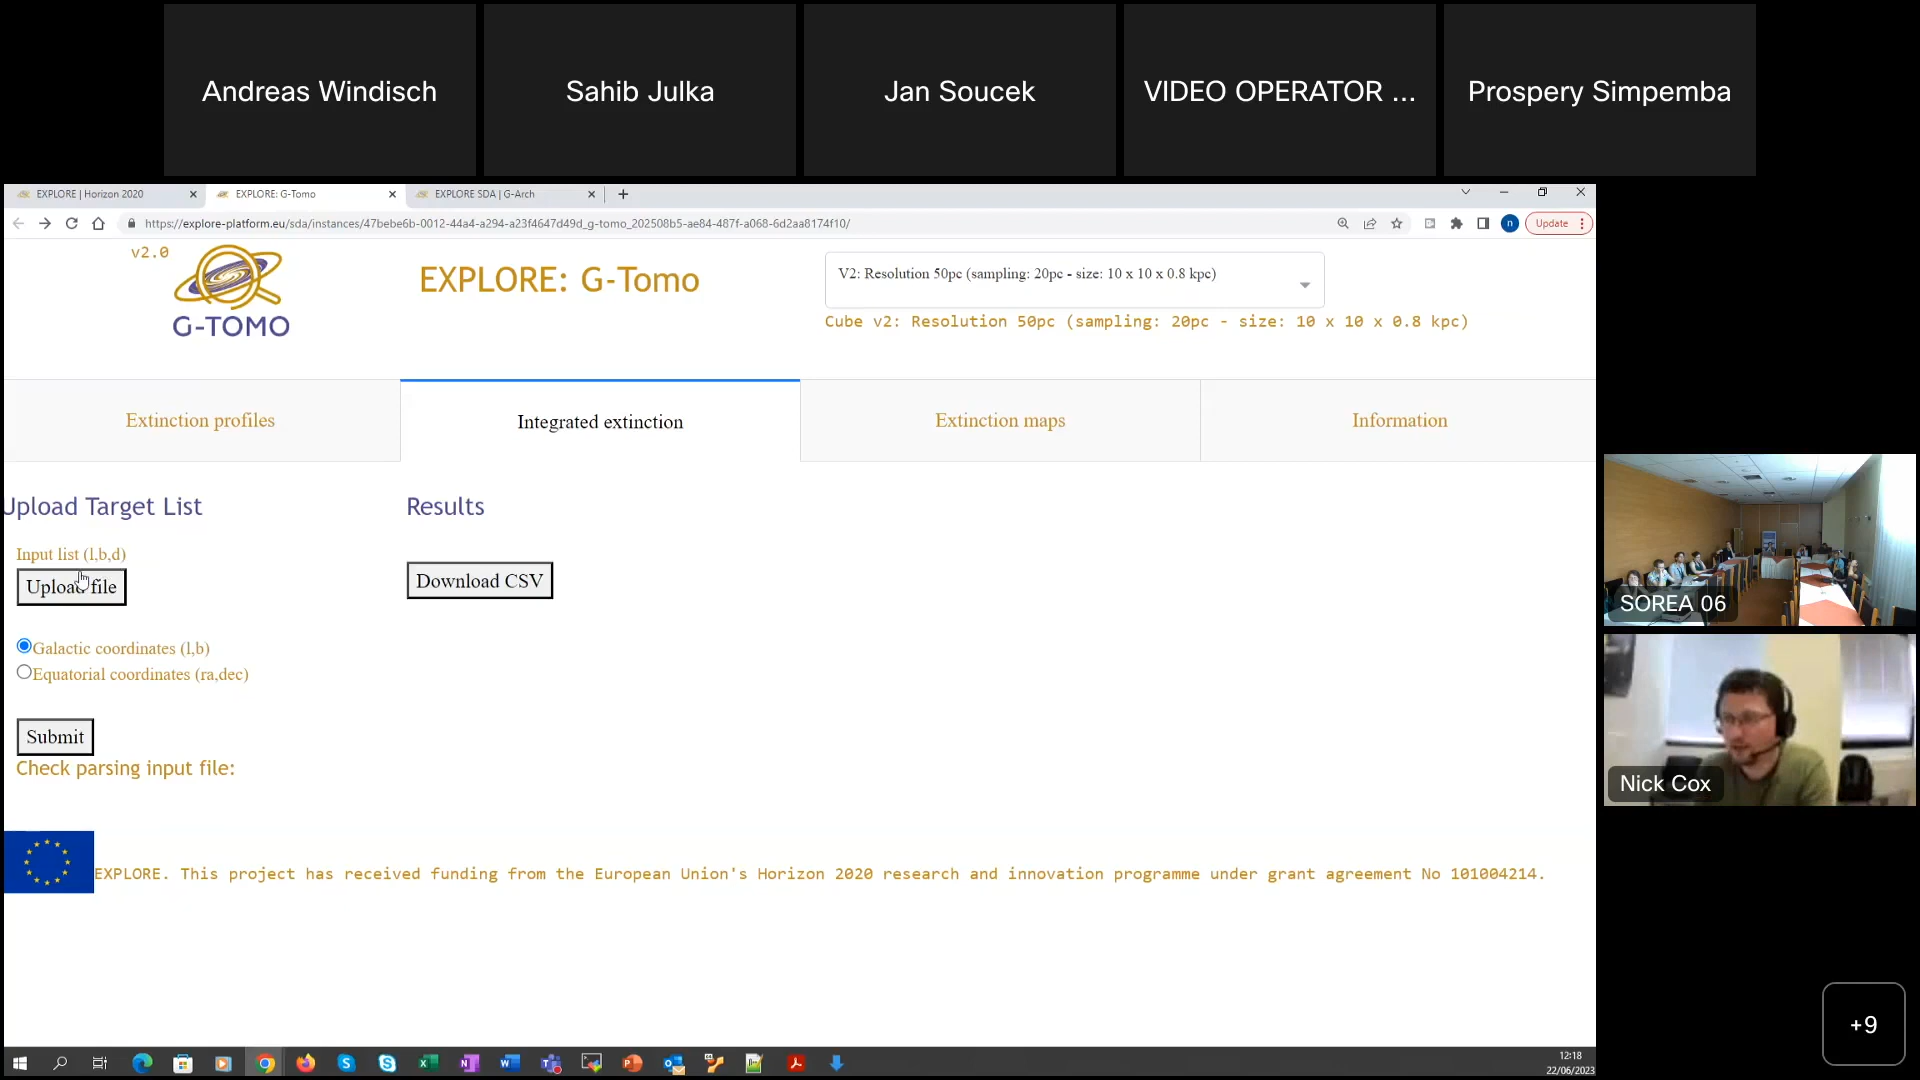 Andreas Windisch
Sahib Julka
Jan Soucek
VIDEO OPERATOR ...
Prospery Simpemba
EXPLORE | Horizon 2020
EXPLORE: G-Tomo
EXPLORE SDA | G-Arch
https://explore-platform.eu/sda/instances/47bebe6b-0012-44a4-a294-a23f4647d49d_g-tomo_202508b5-ae84-487f-a068-6d2aa8174f10/
n
Update
v2.0
G-TOMO
EXPLORE: G-Tomo
V2: Resolution 50pc (sampling: 20pc - size: 10 x 10 x 0.8 kpc)
Cube v2: Resolution 50pc (sampling: 20pc - size: 10 x 10 x 0.8 kpc)
Extinction profiles
Integrated extinction
Extinction maps
Information
Upload Target List
Results
Input list (l,b,d)
Upload file
Download CSV
Galactic coordinates (l,b)
Equatorial coordinates (ra,dec)
Submit
Check parsing input file:
EXPLORE. This project has received funding from the European Union's Horizon 2020 research and innovation programme under grant agreement No 101004214.
SOREA 06
Nick Cox
+9
12:18
22/06/2023